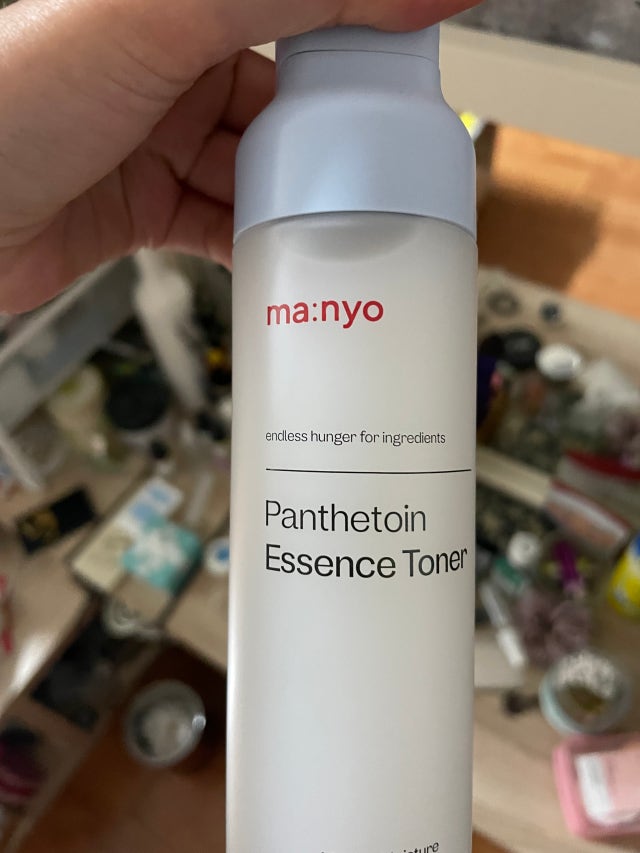 ma:nyo
endless hunger for ingredients
Panthetoin
Essence Toner